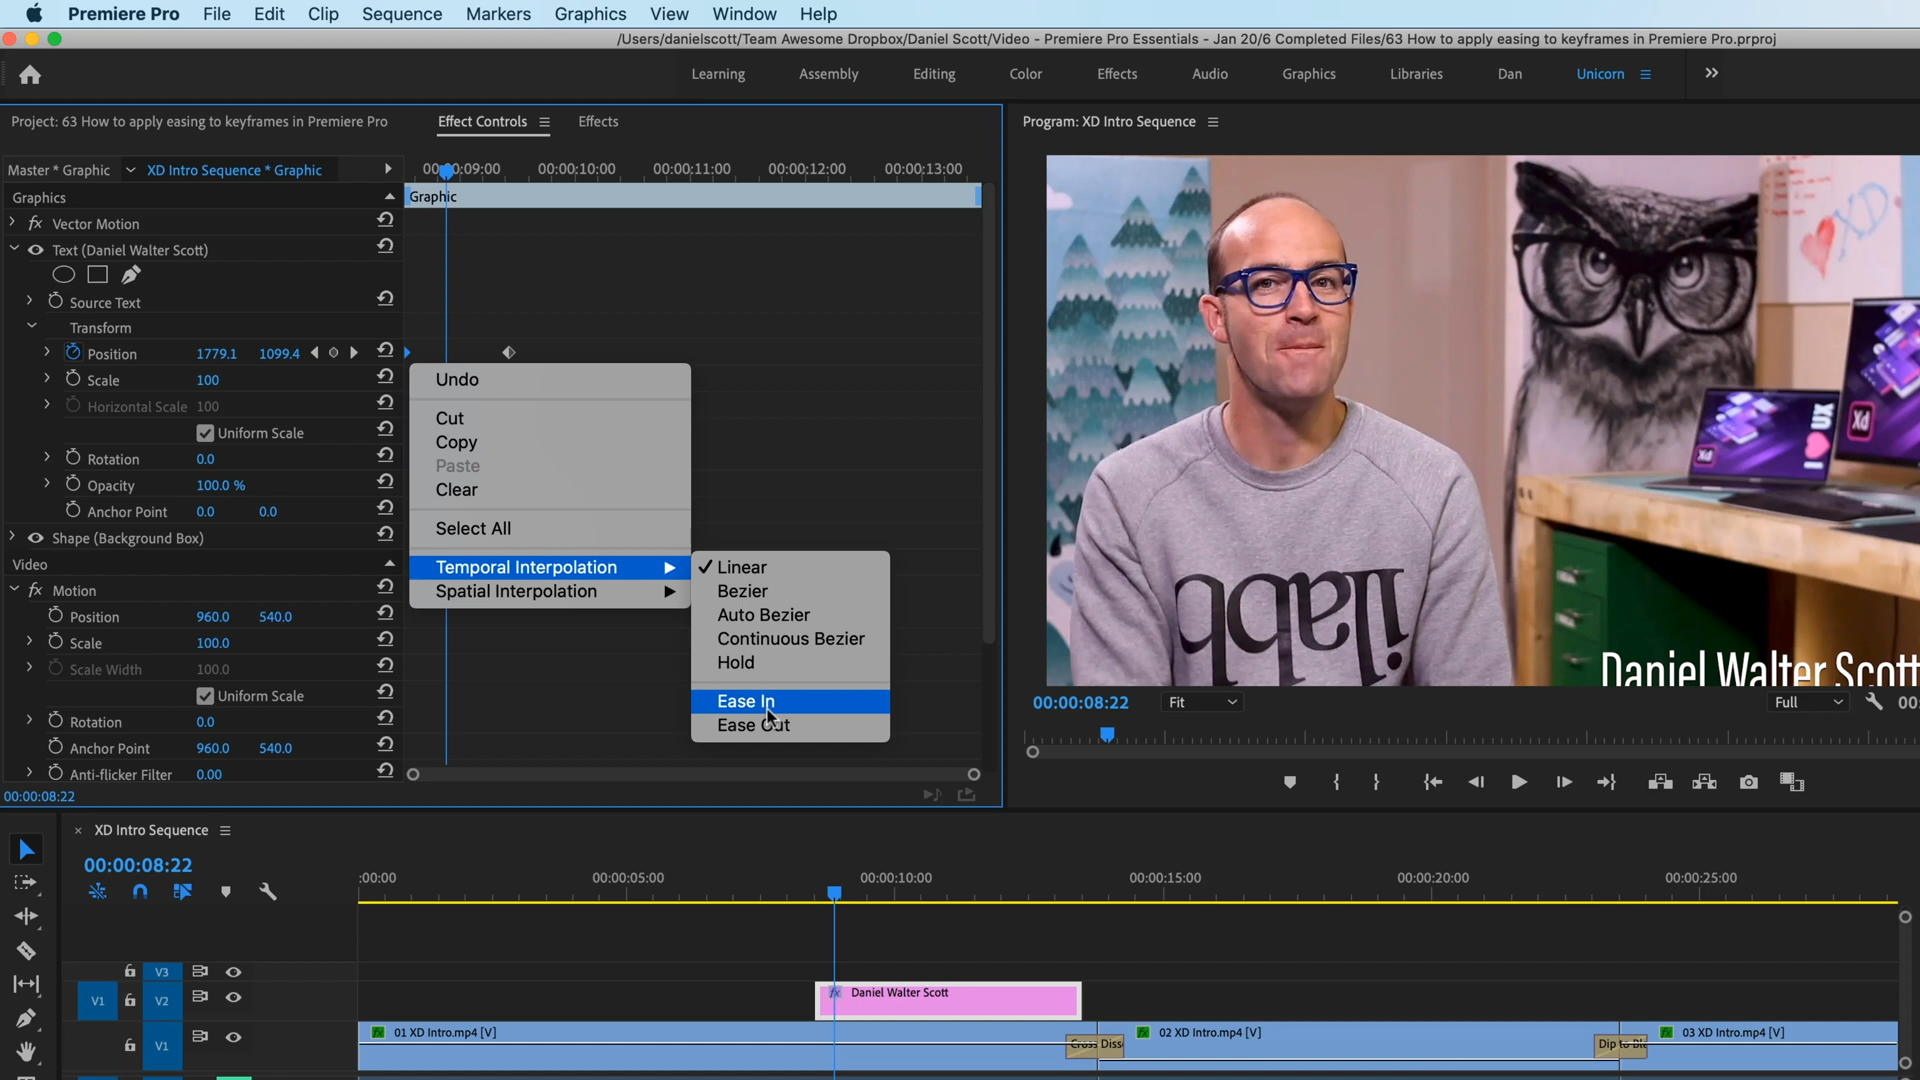 Premiere Pro File Edit Clip Sequence Markers Graphics View Window Help
/Users/danielscott/Team Awesome Dropbox/Daniel Scott/Video - Premiere Pro Essentials - Jan 20/6 Completed Files/63 How to apply easing to keyframes in Premiere Pro.prproj
Learning Assembly Editing Color Effects Audio Graphics Libraries Dan Unicorn
Project: 63 How to apply easing to keyframes in Premiere Pro Effect Controls Effects
Program: XD Intro Sequence
Master * Graphic XD Intro Sequence * Graphic
00:00:10:00 00:00:11:00 00:00:12:00 00:00:13:00
Graphics
Graphic
Vector Motion
Text (Daniel Walter Scott)
Source Text
Transform
Position 1779.1 1099.4
Scale 100
Horizontal Scale 100
Uniform Scale
Rotation 0.0
Opacity 100.0 %
Anchor Point 0.0 0.0
Shape (Background Box)
Video
Motion
Position 960.0 540.0
Scale 100.0
Scale Width 100.0
Uniform Scale
Rotation 0.0
Anchor Point 960.0 540.0
Anti-flicker Filter 0.00
00:00:08:22
Undo
Cut
Copy
Paste
Clear
Select All
Temporal Interpolation
Spatial Interpolation
Linear
Bezier
Auto Bezier
Continuous Bezier
Hold
Ease In
Ease Out
XD
UX
PX
PX
Daniel Walter Scott
00:00:08:22 Fit Full
XD Intro Sequence
00:00:08:22
:00:00 00:00:05:00 00:00:10:00 00:00:15:00 00:00:20:00 00:00:25:00
V3
V1 V2
V1
fx Daniel Walter Scott
01 XD Intro.mp4 [V]
Cross Diss
02 XD Intro.mp4 [V]
Dip to Bl
03 XD Intro.mp4 [V]